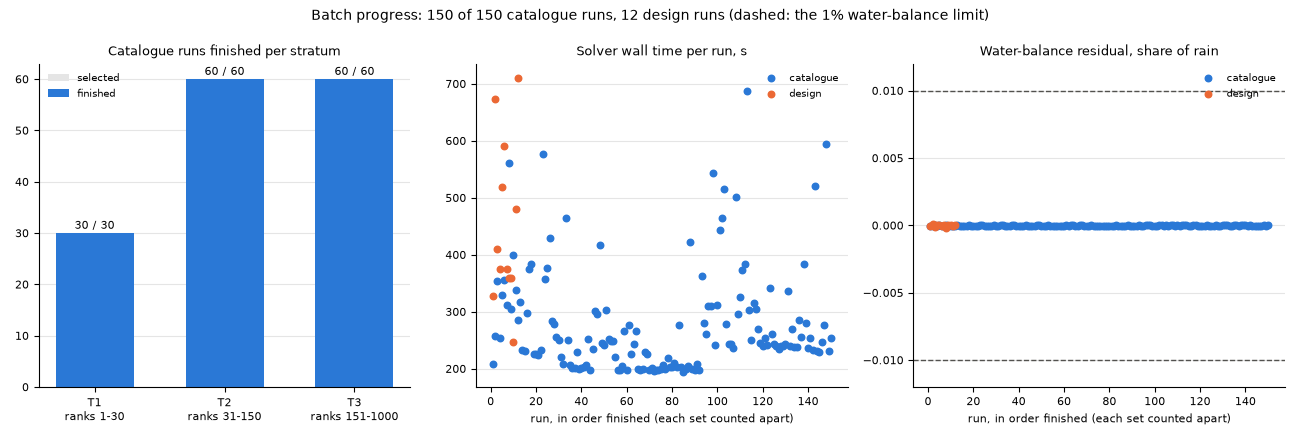 Batch progress: 150 of 150 catalogue runs, 12 design runs (dashed: the 1% water-balance limit)
Catalogue runs finished per stratum
selected
finished
60
50
40
30
20
10
0
30 / 30
60 / 60
60 / 60
T1
ranks 1-30
T2
ranks 31-150
T3
ranks 151-1000
Solver wall time per run, s
catalogue
design
700
600
500
400
300
200
0
20
40
60
80
100
120
140
run, in order finished (each set counted apart)
Water-balance residual, share of rain
catalogue
design
0.010
0.005
0.000
−0.005
−0.010
0
20
40
60
80
100
120
140
run, in order finished (each set counted apart)